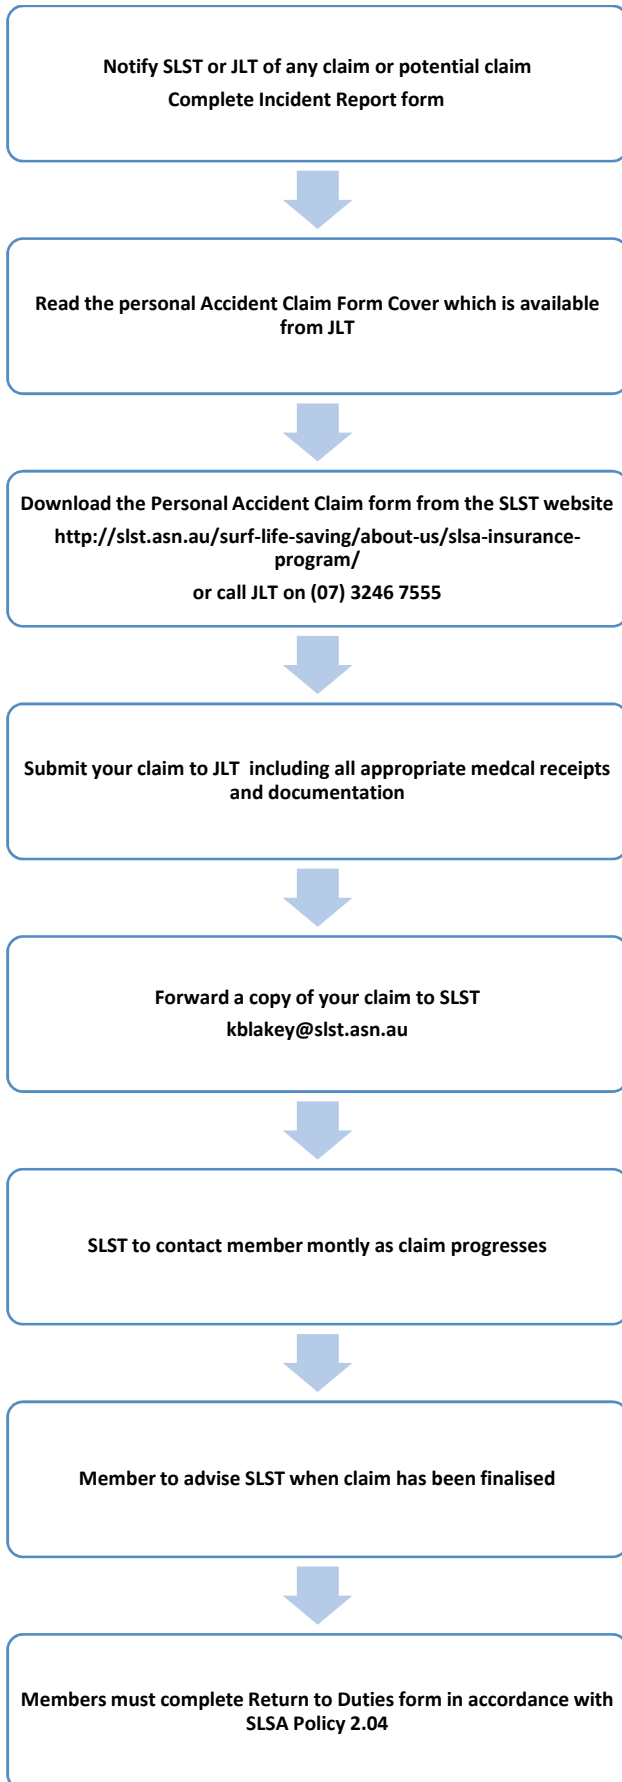 Notify SLST or JLT of any claim or potential claim
Complete Incident Report form
Read the personal Accident Claim Form Cover which is available
from JLT
Download the Personal Accident Claim form from the SLST website
http://slst.asn.au/surf-life-saving/about-us/slsa-insurance-
program/
or call JLT on (07) 3246 7555
Submit your claim to JLT  including all appropriate medcal receipts
and documentation
Forward a copy of your claim to SLST
kblakey@slst.asn.au
SLST to contact member montly as claim progresses
Member to advise SLST when claim has been finalised
Members must complete Return to Duties form in accordance with
SLSA Policy 2.04